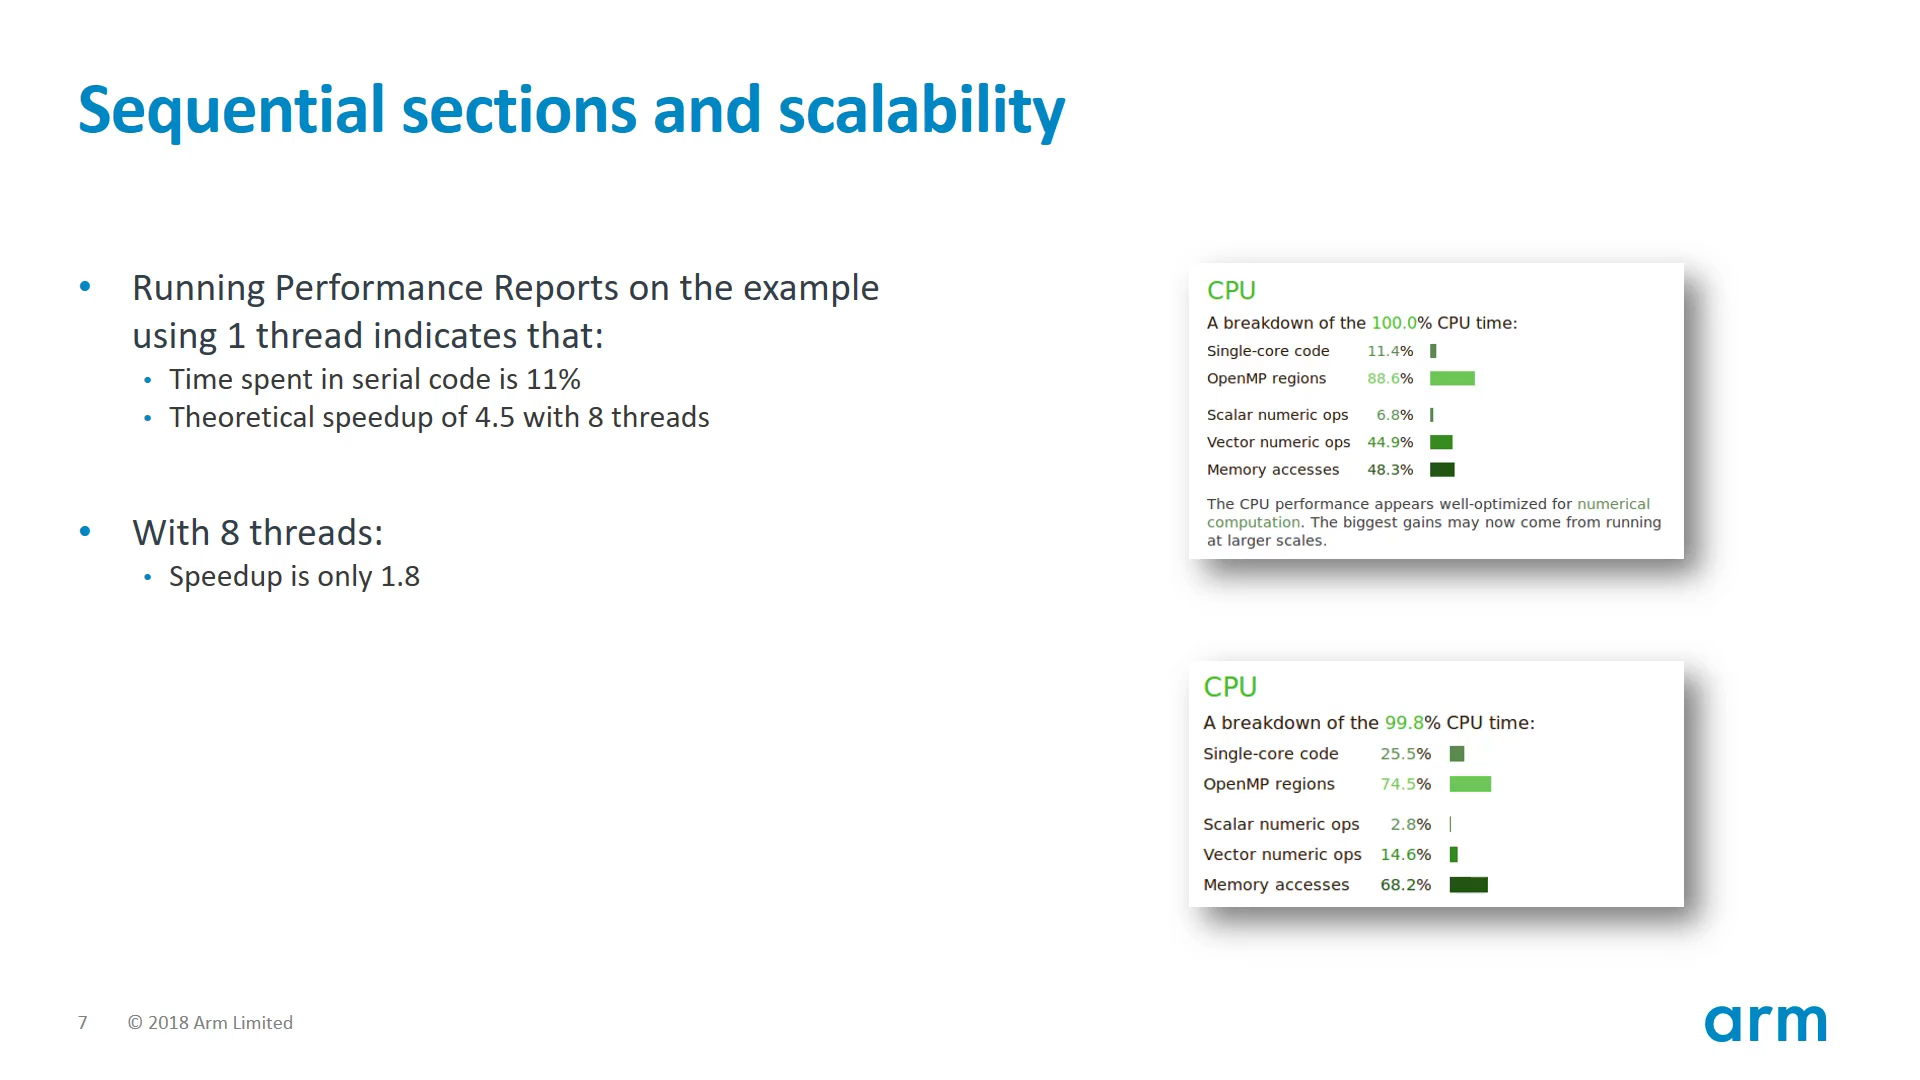 Sequential sections and scalability
• Running Performance Reports on the example
using 1 thread indicates that:
• Time spent in serial code is 11%
• Theoretical speedup of 4.5 with 8 threads
• With 8 threads:
• Speedup is only 1.8
CPU
A breakdown of the 100.0% CPU time:
Single-core code 11.4%
OpenMP regions 88.6%
Scalar numeric ops 6.8%
Vector numeric ops 44.9%
Memory accesses 48.3%
The CPU performance appears well-optimized for numerical
computation. The biggest gains may now come from running
at larger scales.
CPU
A breakdown of the 99.8% CPU time:
Single-core code 25.5%
OpenMP regions 74.5%
Scalar numeric ops 2.8%
Vector numeric ops 14.6%
Memory accesses 68.2%
7 © 2018 Arm Limited
arm